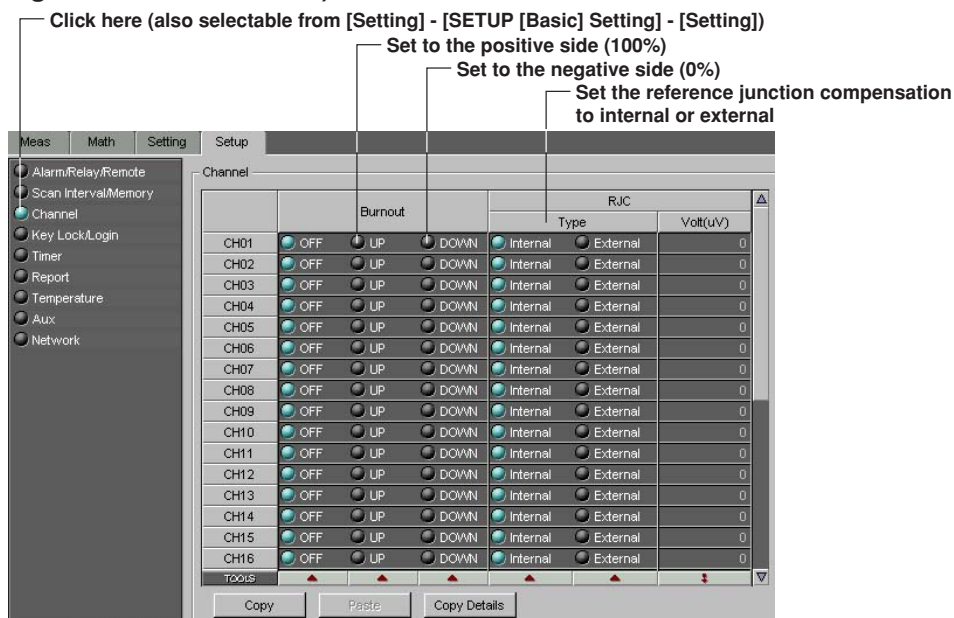 Click here (also selectable from [Setting] - [SETUP [Basic] Setting] - [Setting])
Set to the positive side (100%)
Set to the negative side (0%)
Set the reference junction compensation
to internal or external
Meas Math Setting Setup
Alarm/Relay/Remote
Scan Interval/Memory
Channel
Key Lock/Login
Timer
Report
Temperature
Aux
Network
Channel
Burnout RJC
Type Volt(uV)
CH01 OFF UP DOWN Internal External 0
CH02 OFF UP DOWN Internal External 0
CH03 OFF UP DOWN Internal External 0
CH04 OFF UP DOWN Internal External 0
CH05 OFF UP DOWN Internal External 0
CH06 OFF UP DOWN Internal External 0
CH07 OFF UP DOWN Internal External 0
CH08 OFF UP DOWN Internal External 0
CH09 OFF UP DOWN Internal External 0
CH10 OFF UP DOWN Internal External 0
CH11 OFF UP DOWN Internal External 0
CH12 OFF UP DOWN Internal External 0
CH13 OFF UP DOWN Internal External 0
CH14 OFF UP DOWN Internal External 0
CH15 OFF UP DOWN Internal External 0
CH16 OFF UP DOWN Internal External 0
TOOLS
Copy Paste Copy Details